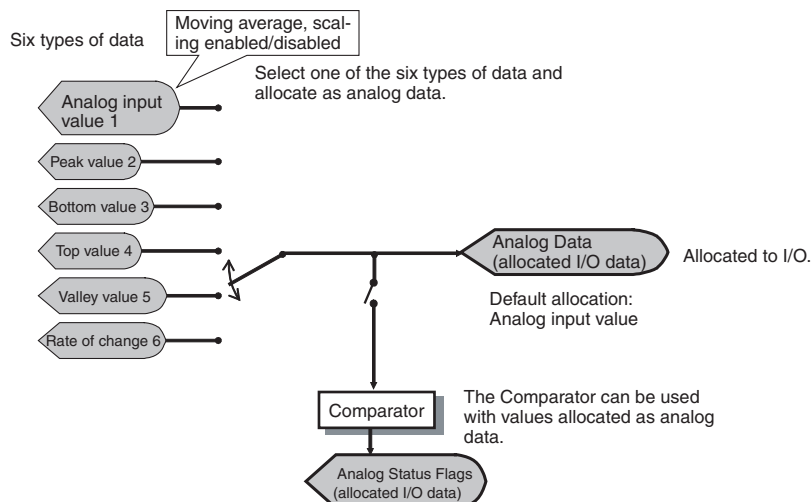 Six types of data
Moving average, scal-
ing enabled/disabled
Select one of the six types of data and
allocate as analog data.
Analog input
value 1
Peak value 2
Bottom value 3
Top value 4
Valley value 5
Rate of change 6
Analog Data
(allocated I/O data)
Allocated to I/O.
Default allocation:
Analog input value
Comparator
The Comparator can be used
with values allocated as analog
data.
Analog Status Flags
(allocated I/O data)